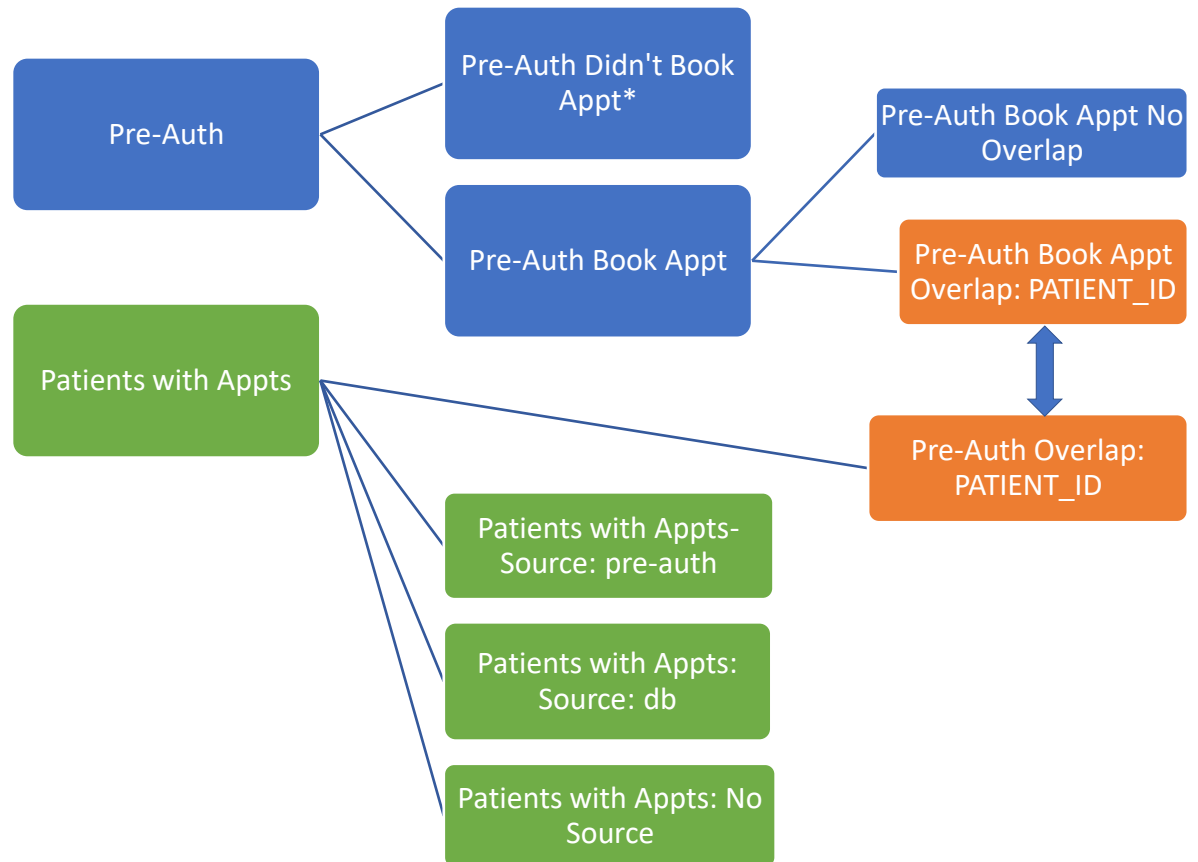 Pre-Auth
Pre-Auth Didn't Book
Appt*
Pre-Auth Book Appt
Pre-Auth Book Appt No
Overlap
Pre-Auth Book Appt
Overlap: PATIENT_ID
Patients with Appts
Pre-Auth Overlap:
PATIENT_ID
Patients with Appts-
Source: pre-auth
Patients with Appts:
Source: db
Patients with Appts: No
Source